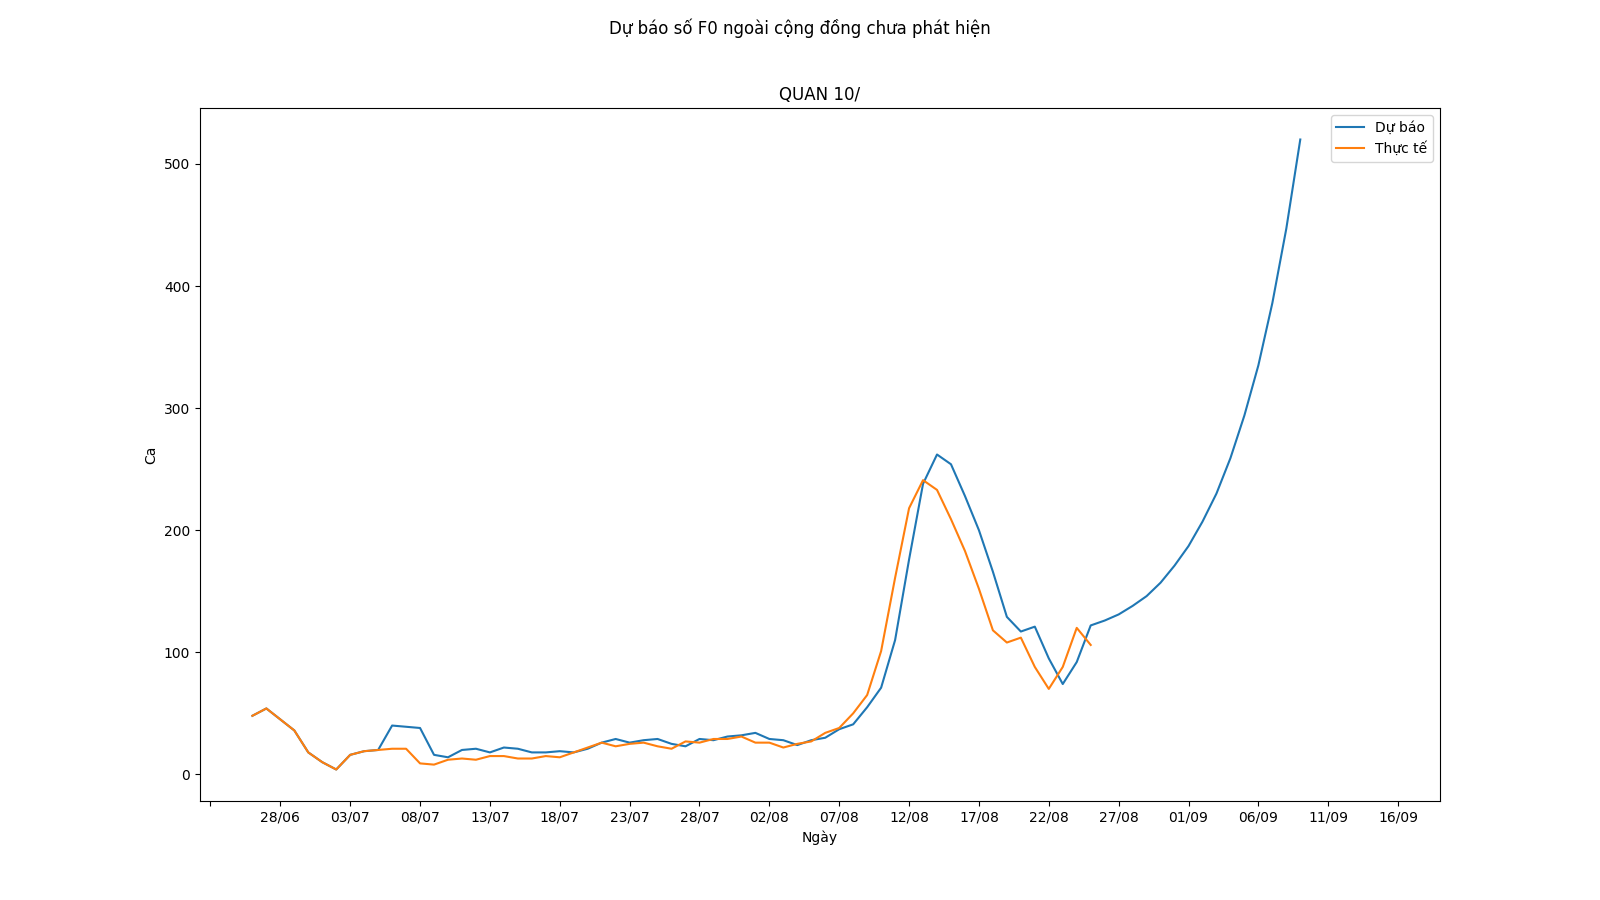 Dự báo số F0 ngoài cộng đồng chưa phát hiện
QUAN 10/
Dự báo
Thực tế
500
400
300
200
100
0
Ca
28/06 03/07 08/07 13/07 18/07 23/07 28/07 02/08 07/08 12/08 17/08 22/08 27/08 01/09 06/09 11/09 16/09
Ngày